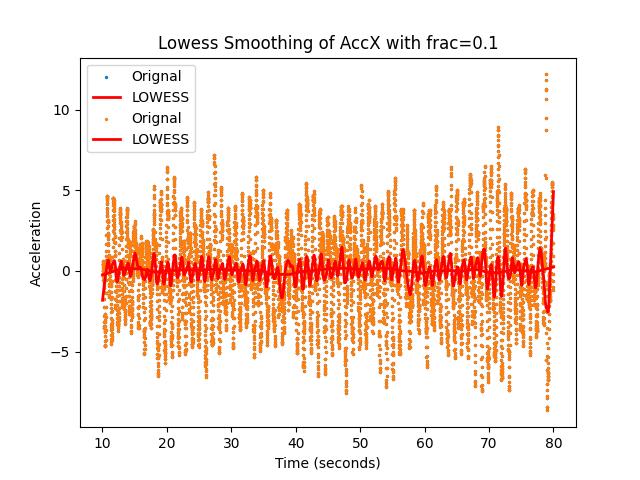 Lowess Smoothing of AccX with frac=0.1
Orignal
LOWESS
Orignal
LOWESS
10
5
0
−5
Acceleration
10 20 30 40 50 60 70 80
Time (seconds)